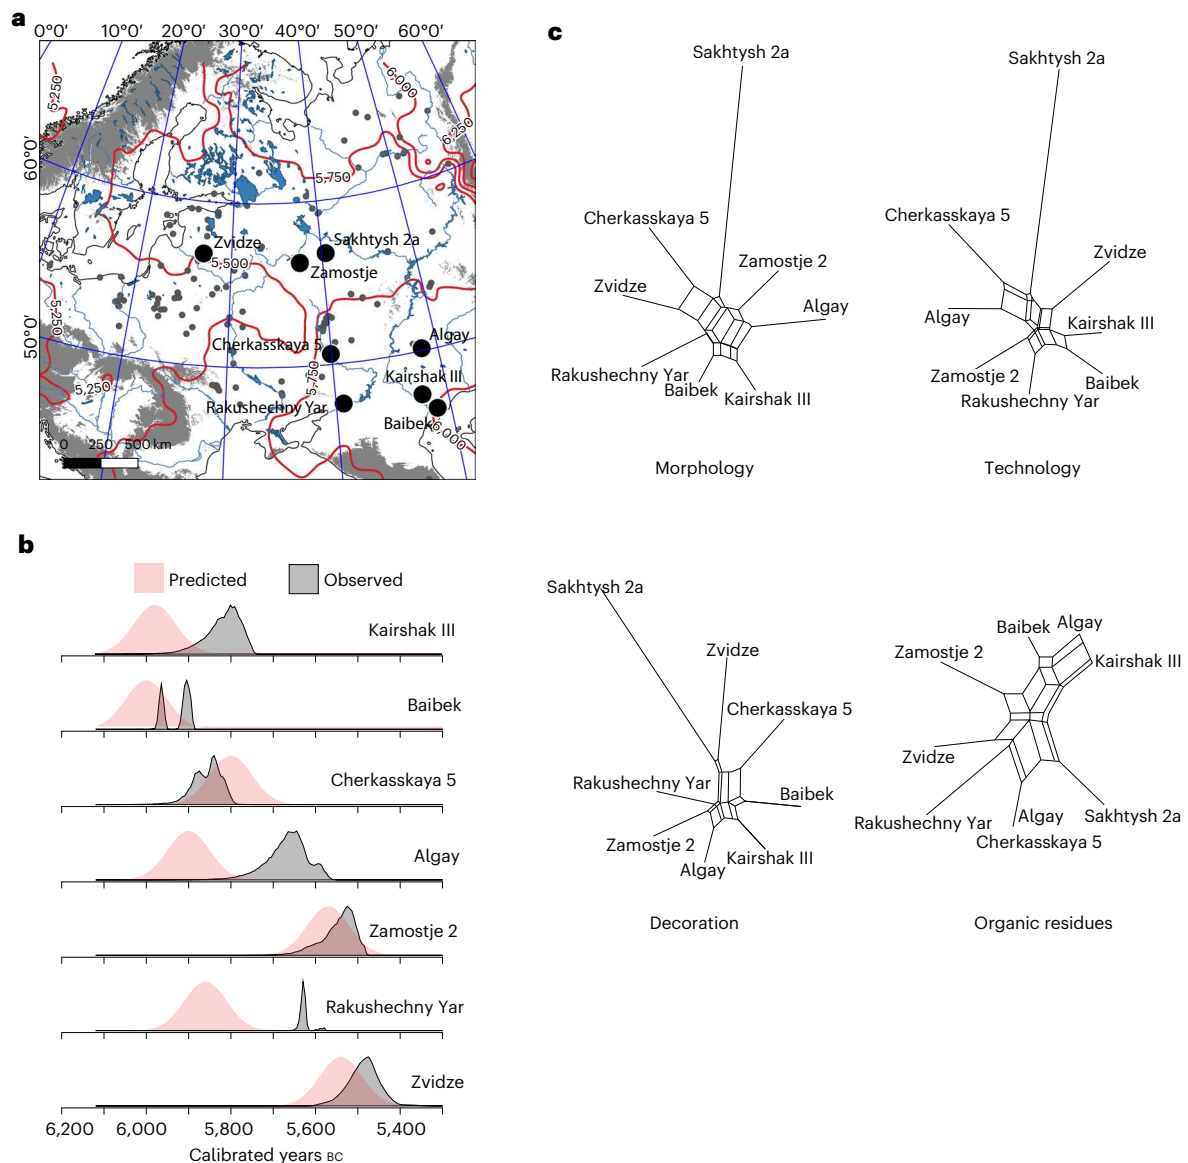 a
0°0′ 10°0′ 20°0′ 30°0′ 40°0′ 50°0′ 60°0′
60°0′
50°0′
5,250
6,000
6,250
5,750
Zvidze
5,500
Sakhtysh 2a
Zamostje
5,250
Cherkasskaya 5
Algay
5,250
5,750
Kairshak III
Rakushechny Yar
Baibek
6,000
0 250 500 km
b
Predicted
Observed
Kairshak III
Baibek
Cherkasskaya 5
Algay
Zamostje 2
Rakushechny Yar
Zvidze
6,200 6,000 5,800 5,600 5,400
Calibrated years BC
c
Sakhtysh 2a
Cherkasskaya 5
Zamostje 2
Zvidze
Algay
Rakushechny Yar
Baibek
Kairshak III
Morphology
Sakhtysh 2a
Cherkasskaya 5
Zvidze
Algay
Kairshak III
Zamostje 2
Baibek
Rakushechny Yar
Technology
Sakhtysh 2a
Zvidze
Cherkasskaya 5
Rakushechny Yar
Baibek
Zamostje 2
Kairshak III
Algay
Decoration
Baibek
Algay
Zamostje 2
Kairshak III
Zvidze
Rakushechny Yar
Algay
Sakhtysh 2a
Cherkasskaya 5
Organic residues